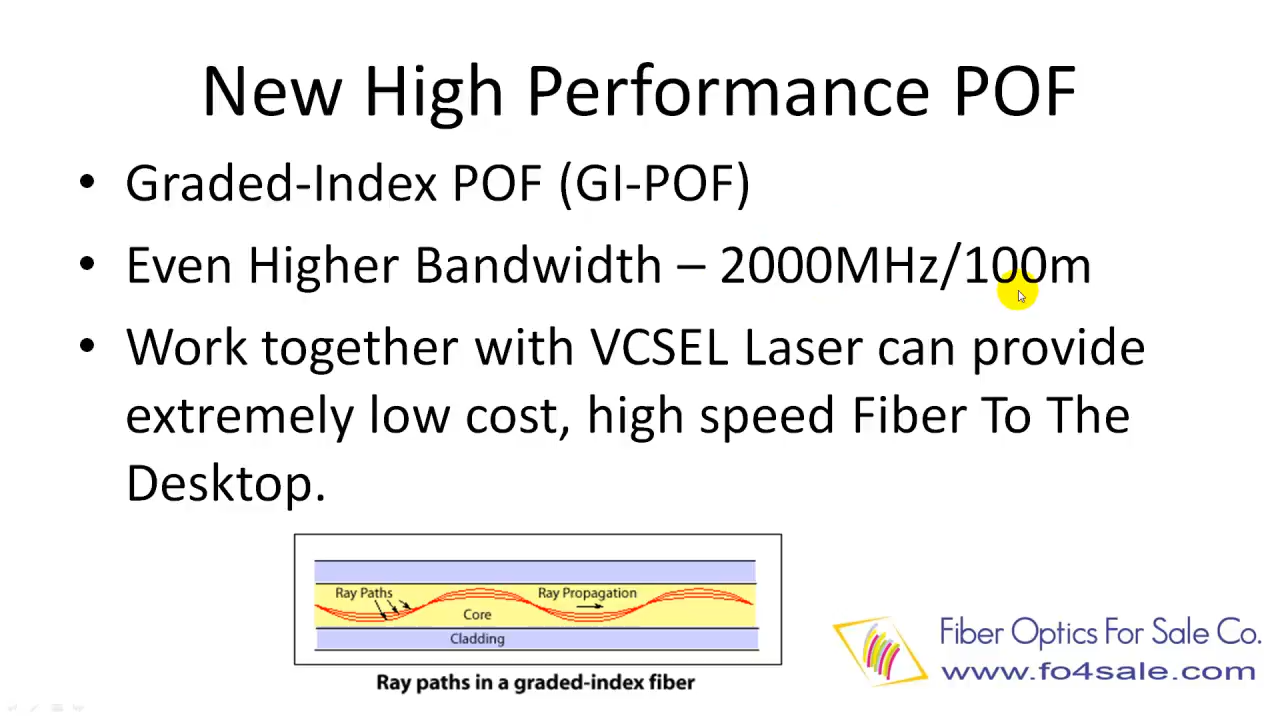 New High Performance POF
• Graded-Index POF (GI-POF)
• Even Higher Bandwidth – 2000MHz/100m
• Work together with VCSEL Laser can provide
extremely low cost, high speed Fiber To The
Desktop.
Ray Paths
Ray Propagation
Core
Cladding
Ray paths in a graded-index fiber
Fiber Optics For Sale Co.
www.fo4sale.com